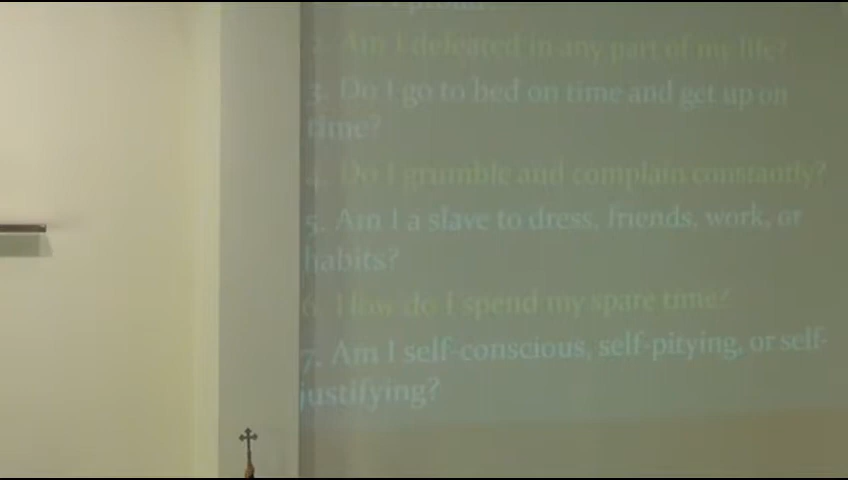 I proud?
2. Am I defeated in any part of my life?
3. Do I go to bed on time and get up on
time?
4. Do I grumble and complain constantly?
5. Am I a slave to dress, friends, work, or
habits?
6. How do I spend my spare time?
7. Am I self-conscious, self-pitying, or self-
justifying?